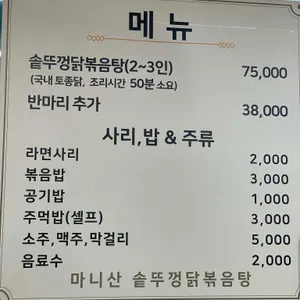 메 뉴
솥뚜껑닭볶음탕(2~3인) 75,000
(국내 토종닭, 조리시간 50분 소요)
반마리 추가 38,000
사리,밥 & 주류
라면사리 2,000
볶음밥 3,000
공기밥 1,000
주먹밥(셀프) 3,000
소주,맥주,막걸리 5,000
음료수 2,000
마니산 솥뚜껑닭볶음탕